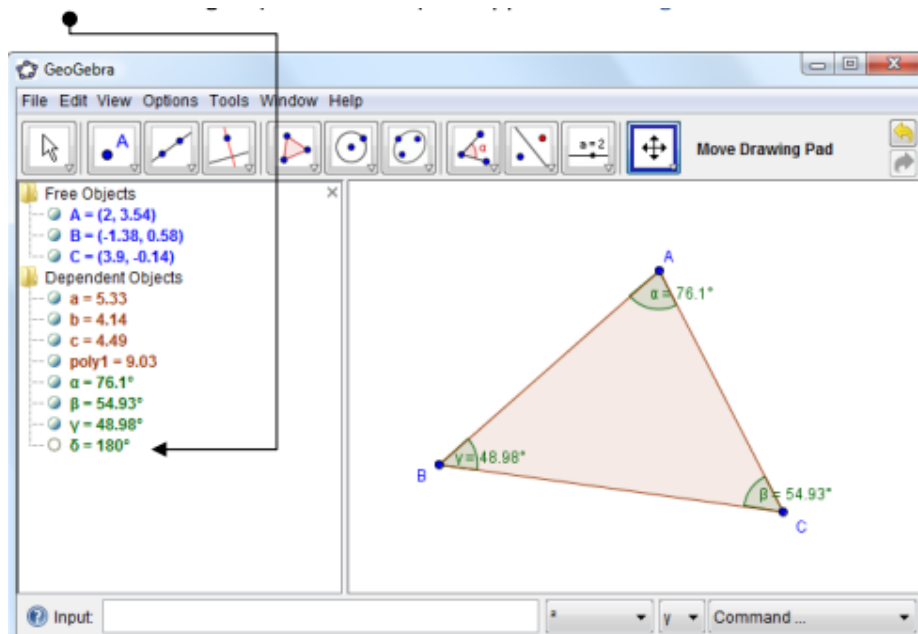 GeoGebra
File Edit View Options Tools Window Help
A
α
a = 2
Move Drawing Pad
Free Objects
A = (2, 3.54)
B = (-1.38, 0.58)
C = (3.9, -0.14)
Dependent Objects
a = 5.33
b = 4.14
c = 4.49
poly1 = 9.03
α = 76.1°
β = 54.93°
γ = 48.98°
δ = 180°
A
α = 76.1°
γ = 48.98°
B
β = 54.93°
C
Input:
² γ Command ...